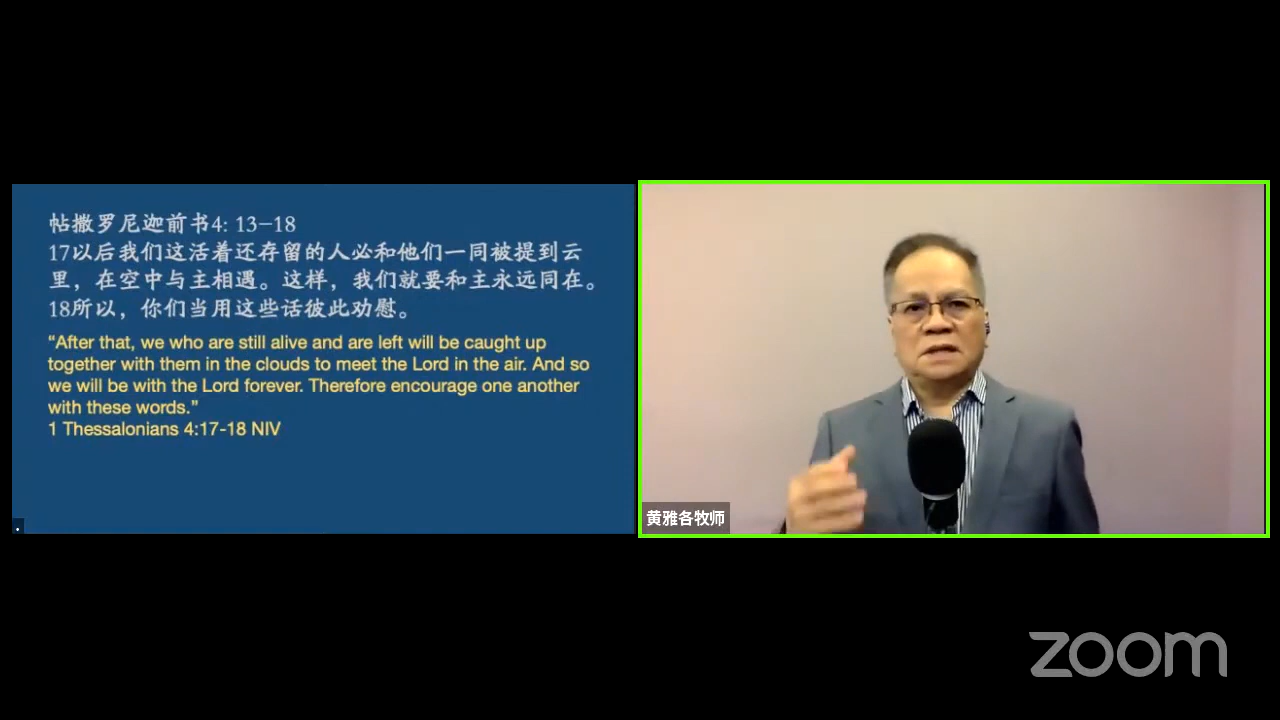 帖撒罗尼迦前书4: 13–18
17以后我们这活着还存留的人必和他们一同被提到云
里，在空中与主相遇。这样，我们就要和主永远同在。
18所以，你们当用这些话彼此劝慰。
“After that, we who are still alive and are left will be caught up
together with them in the clouds to meet the Lord in the air. And so
we will be with the Lord forever. Therefore encourage one another
with these words.”
1 Thessalonians 4:17-18 NIV
.
黄雅各牧师
zoom